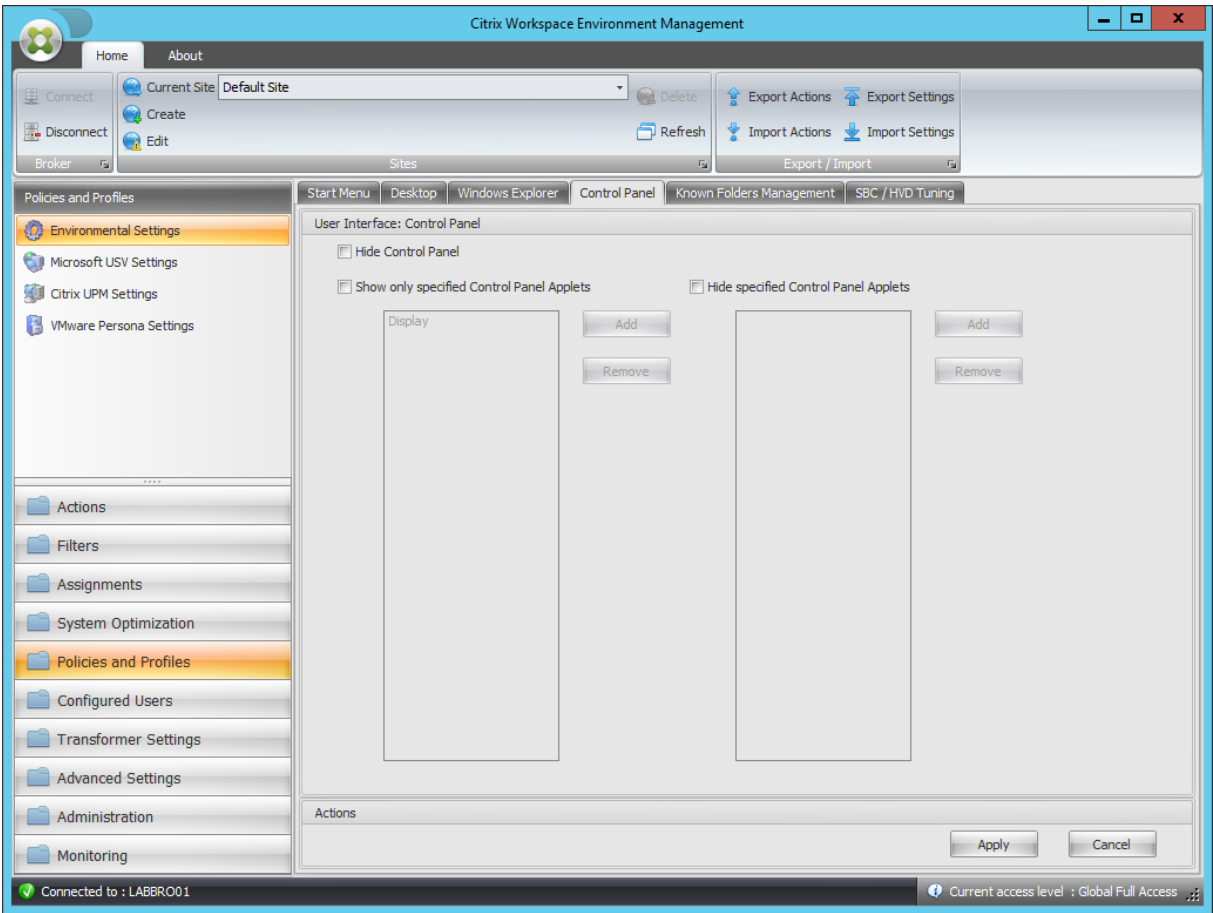 Citrix Workspace Environment Management
Home About
Connect
Disconnect
Broker
Current Site Default Site
Create
Edit
Delete
Refresh
Sites
Export Actions Export Settings
Import Actions Import Settings
Export / Import
Policies and Profiles
Environmental Settings
Microsoft USV Settings
Citrix UPM Settings
VMware Persona Settings
Actions
Filters
Assignments
System Optimization
Policies and Profiles
Configured Users
Transformer Settings
Advanced Settings
Administration
Monitoring
Start Menu Desktop Windows Explorer Control Panel Known Folders Management SBC / HVD Tuning
User Interface: Control Panel
Hide Control Panel
Show only specified Control Panel Applets
Display
Add
Remove
Hide specified Control Panel Applets
Add
Remove
Actions
Apply Cancel
Connected to : LABBRO01
Current access level : Global Full Access